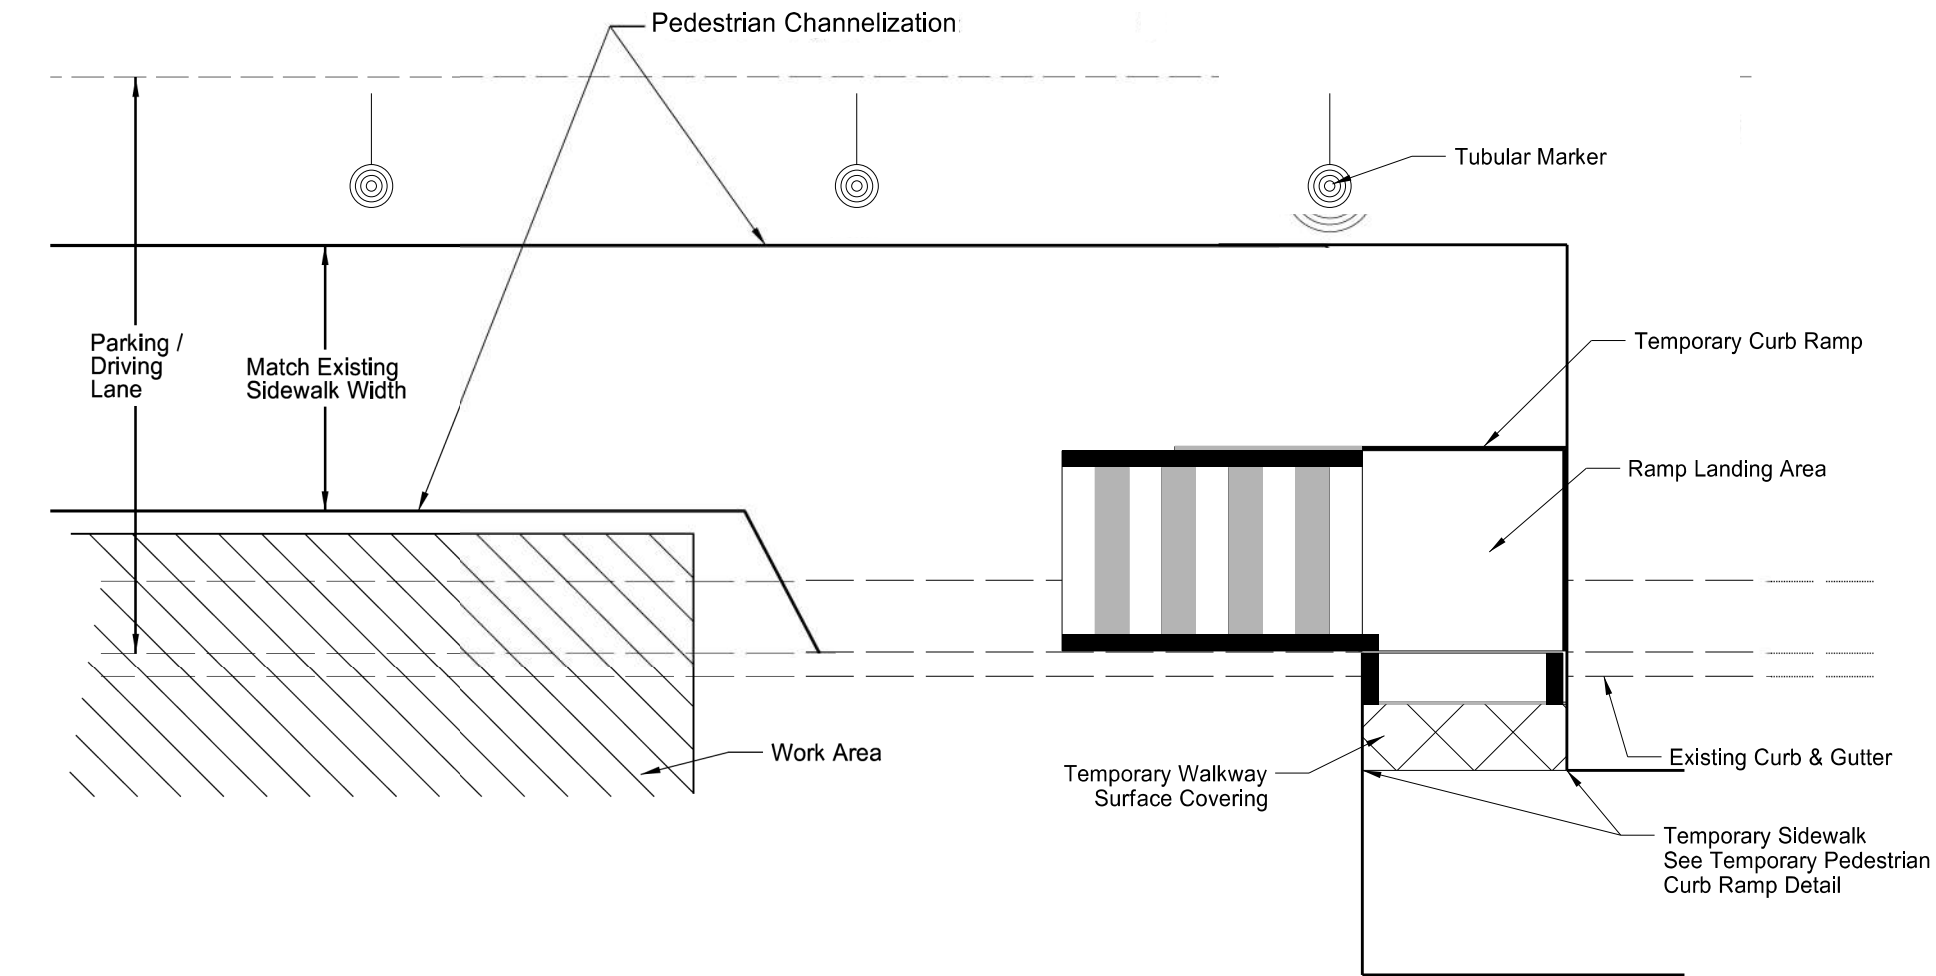 Pedestrian Channelization
Tubular Marker
Parking /
Driving
Lane
Match Existing
Sidewalk Width
Temporary Curb Ramp
Ramp Landing Area
Work Area
Temporary Walkway
Surface Covering
Existing Curb & Gutter
Temporary Sidewalk
See Temporary Pedestrian
Curb Ramp Detail